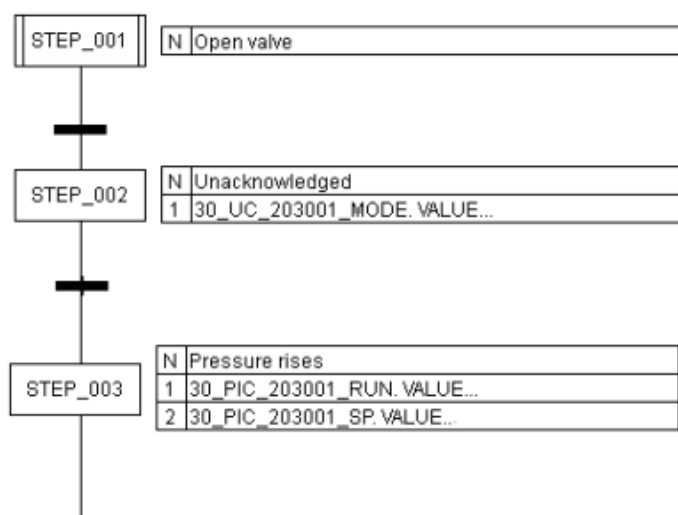 STEP_001
N Open valve
STEP_002
N Unacknowledged
1 30_UC_203001_MODE. VALUE...
STEP_003
N Pressure rises
1 30_PIC_203001_RUN. VALUE...
2 30_PIC_203001_SP. VALUE...